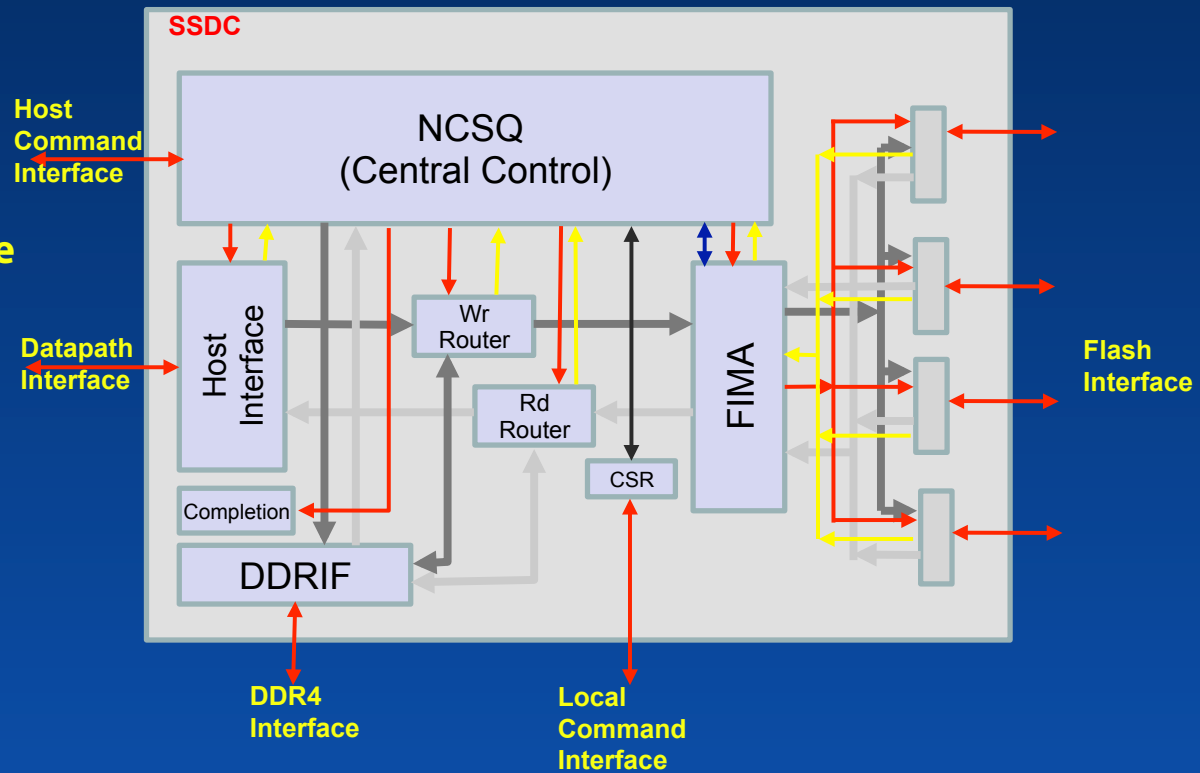 SSDC
Host
Command
Interface
NCSQ
(Central Control)
e
Host
Interface
Wr
Router
Datapath
Interface
FIMA
Flash
Interface
Rd
Router
CSR
Completion
DDRIF
DDR4
Interface
Local
Command
Interface